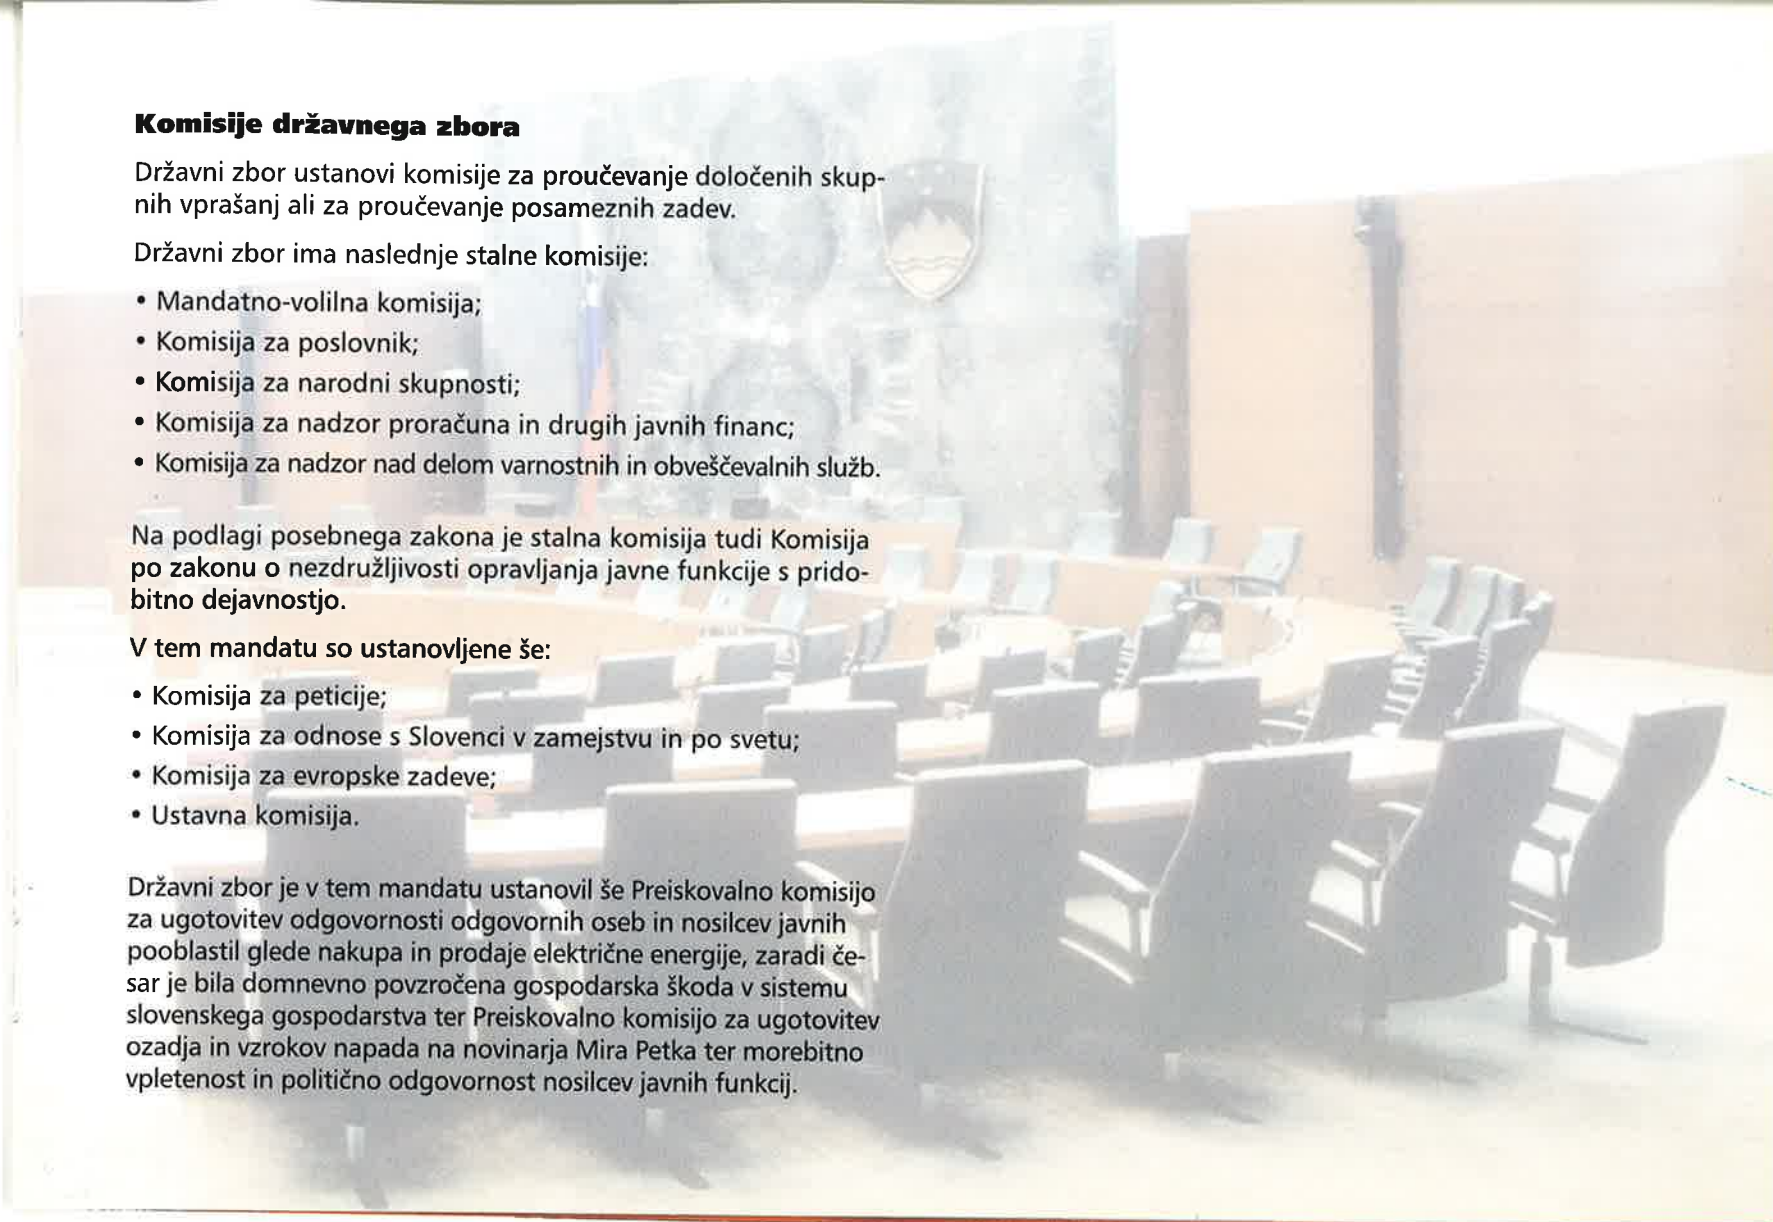 Komisije državnega zbora
Državni zbor ustanovi komisije za proučevanje določenih skup-
nih vprašanj ali za proučevanje posameznih zadev.
Državni zbor ima naslednje stalne komisije:
• Mandatno-volilna komisija;
• Komisija za poslovnik;
• Komisija za narodni skupnosti;
• Komisija za nadzor proračuna in drugih javnih financ;
• Komisija za nadzor nad delom varnostnih in obveščevalnih služb.
Na podlagi posebnega zakona je stalna komisija tudi Komisija
po zakonu o nezdružljivosti opravljanja javne funkcije s prido-
bitno dejavnostjo.
V tem mandatu so ustanovljene še:
• Komisija za peticije;
• Komisija za odnose s Slovenci v zamejstvu in po svetu;
• Komisija za evropske zadeve;
• Ustavna komisija.
Državni zbor je v tem mandatu ustanovil še Preiskovalno komisijo
za ugotovitev odgovornosti odgovornih oseb in nosilcev javnih
pooblastil glede nakupa in prodaje električne energije, zaradi če-
sar je bila domnevno povzročena gospodarska škoda v sistemu
slovenskega gospodarstva ter Preiskovalno komisijo za ugotovitev
ozadja in vzrokov napada na novinarja Mira Petka ter morebitno
vpletenost in politično odgovornost nosilcev javnih funkcij.